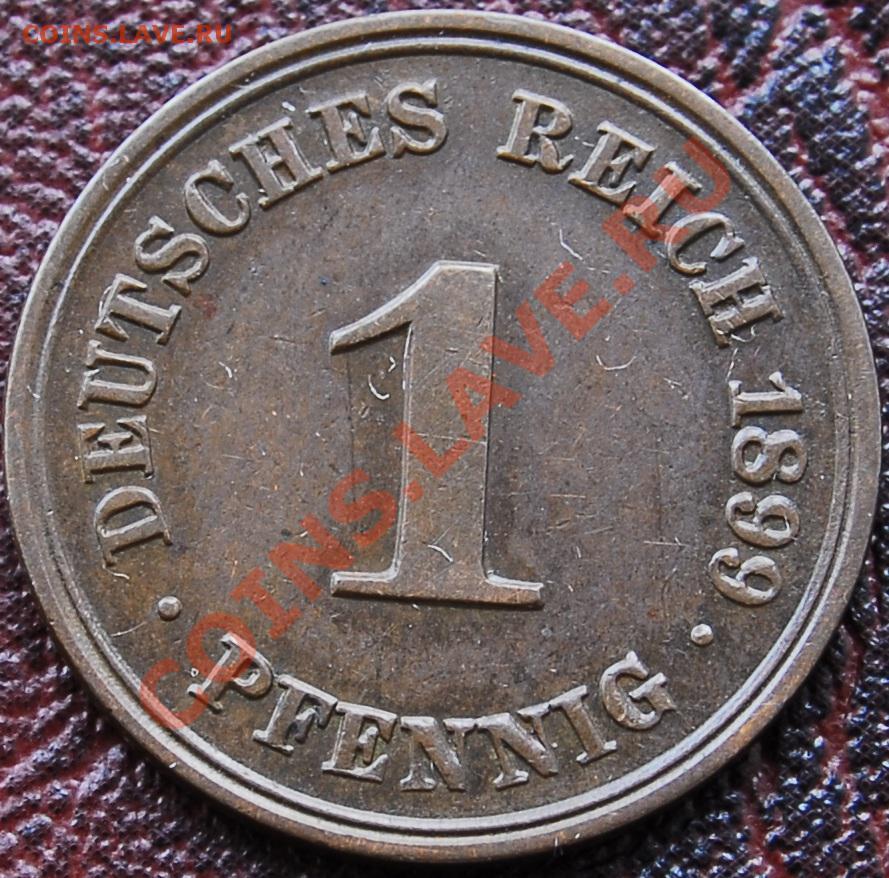 COINS.LAVE.RU
DEUTSCHES REICH 1899
1
• PFENNIG •
COINS.LAVE.RU